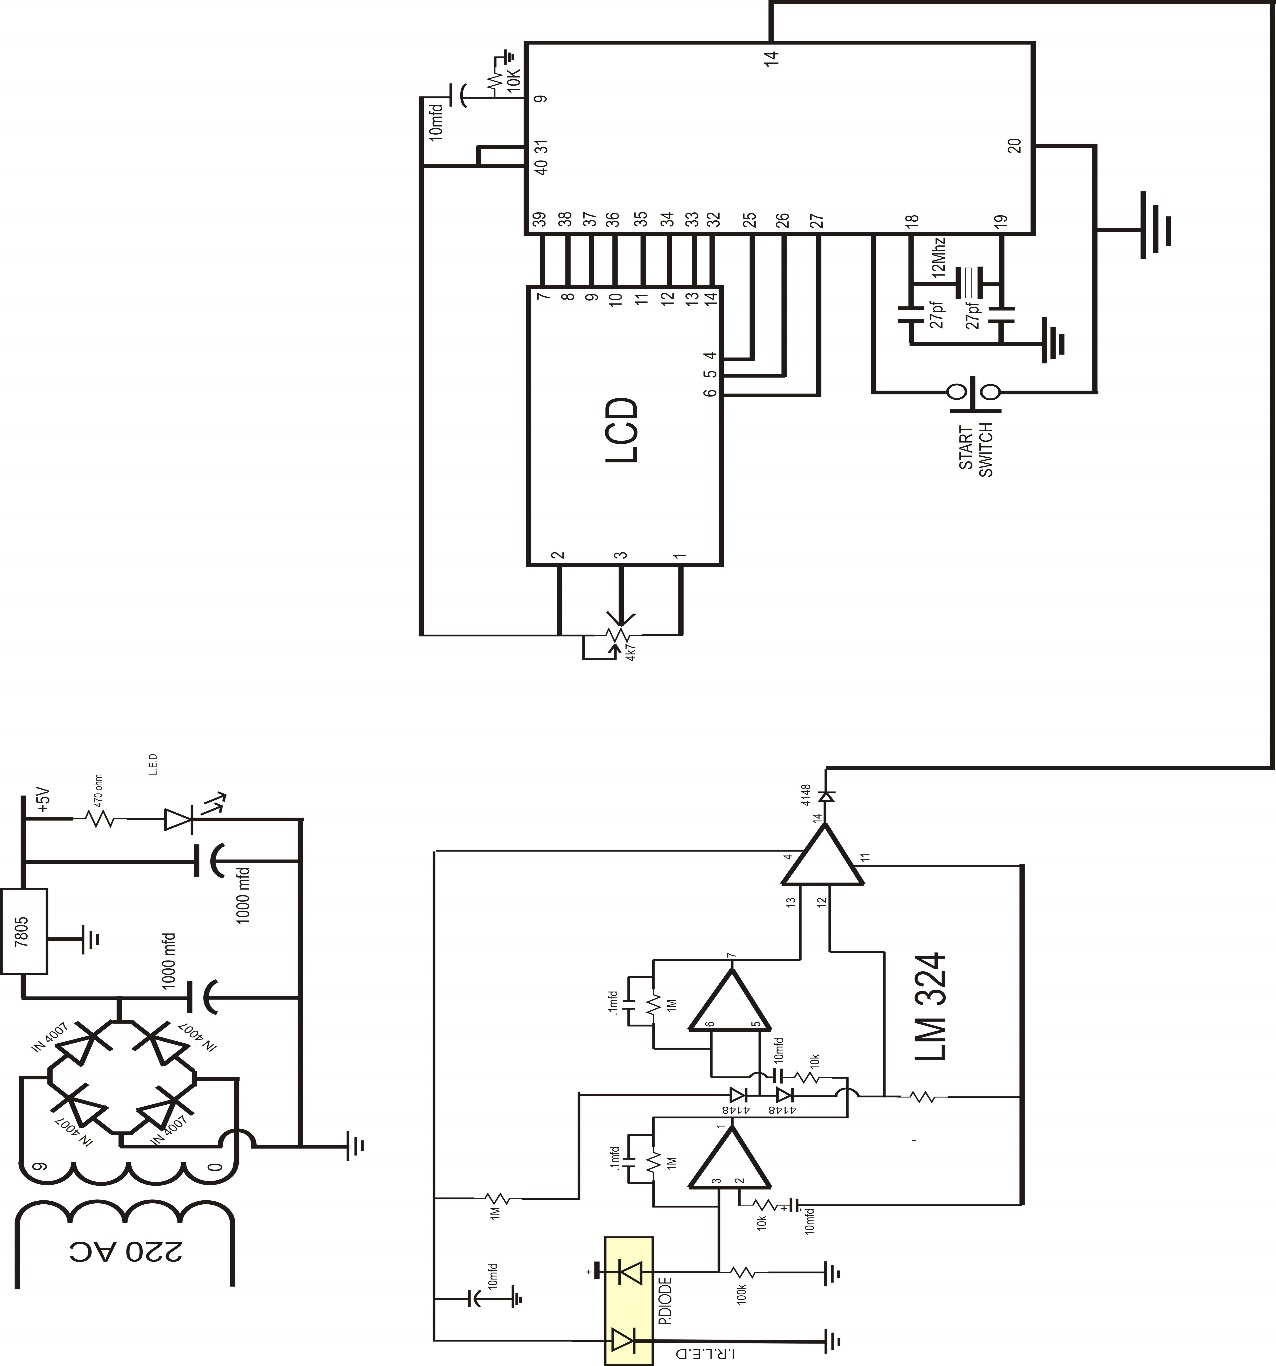 14
10K
10mfd
9
31
40
20
39
38
37
36
35
34
33
32
25
26
27
18
19
12Mhz
27pf
27pf
7
8
9
10
11
12
13
14
4
5
6
LCD
START
SWITCH
2
3
1
4k7
+5V
470 ohm
L.E.D
7805
1000 mfd
1000 mfd
IN 4007
IN 4007
IN 4007
IN 4007
9
0
220 AC
4148
14
4
11
13
12
LM 324
7
.1mfd
1M
6
5
10mfd
10k
4148
4148
1
.1mfd
1M
3
2
1M
10k
+
10mfd
10mfd
+
P.DIODE
100k
I.R.L.E.D